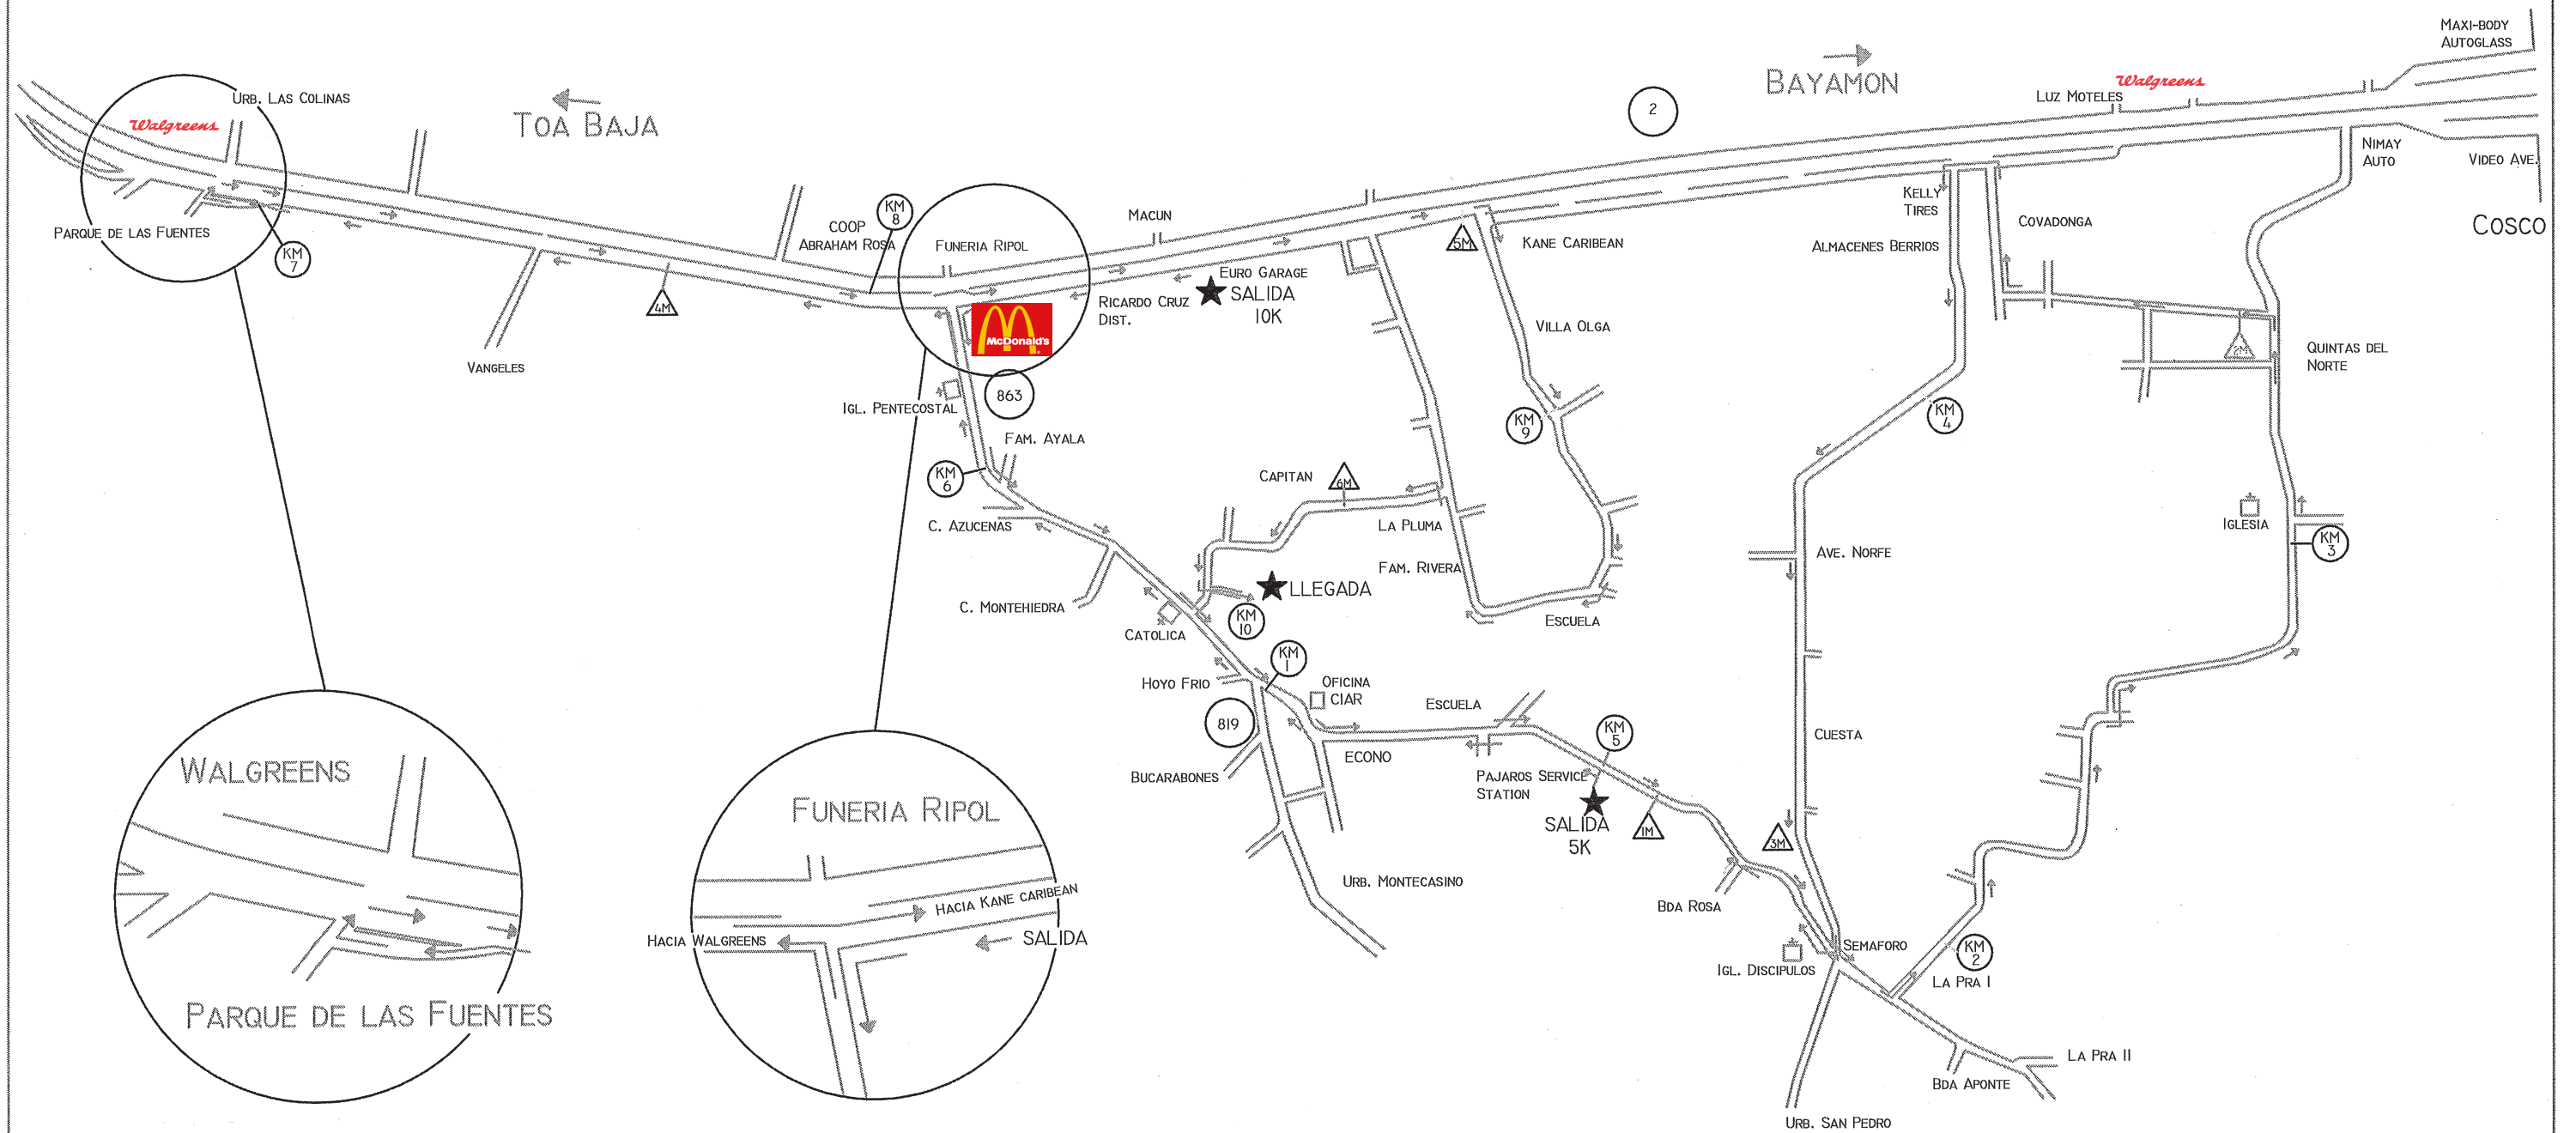 MAXI-BODY
AUTOGLASS
BAYAMON
Walgreens
LUZ MOTELES
2
URB. LAS COLINAS
Walgreens
TOA BAJA
NIMAY
AUTO
VIDEO AVE.
COSCO
KELLY
TIRES
COVADONGA
ALMACENES BERRIOS
PARQUE DE LAS FUENTES
KM
7
COOP
ABRAHAM ROSA
KM
8
FUNERIA RIPOL
MACUN
5M
KANE CARIBEAN
EURO GARAGE
SALIDA
10K
RICARDO CRUZ
DIST.
4M
McDonald's
VILLA OLGA
VANGELES
2M
QUINTAS DEL
NORTE
863
IGL. PENTECOSTAL
KM
9
KM
4
FAM. AYALA
KM
6
CAPITAN
6M
C. AZUCENAS
LA PLUMA
IGLESIA
KM
3
AVE. NORFE
FAM. RIVERA
LLEGADA
C. MONTEHIEDRA
KM
10
CATOLICA
ESCUELA
KM
1
HOYO FRIO
OFICINA
CIAR
819
ESCUELA
KM
5
CUESTA
ECONO
BUCARABONES
PAJAROS SERVICE
STATION
SALIDA
5K
1M
3M
WALGREENS
FUNERIA RIPOL
URB. MONTECASINO
BDA ROSA
HACIA KANE CARIBEAN
HACIA WALGREENS
SALIDA
SEMAFORO
KM
2
IGL. DISCIPULOS
LA PRA I
PARQUE DE LAS FUENTES
LA PRA II
BDA APONTE
URB. SAN PEDRO